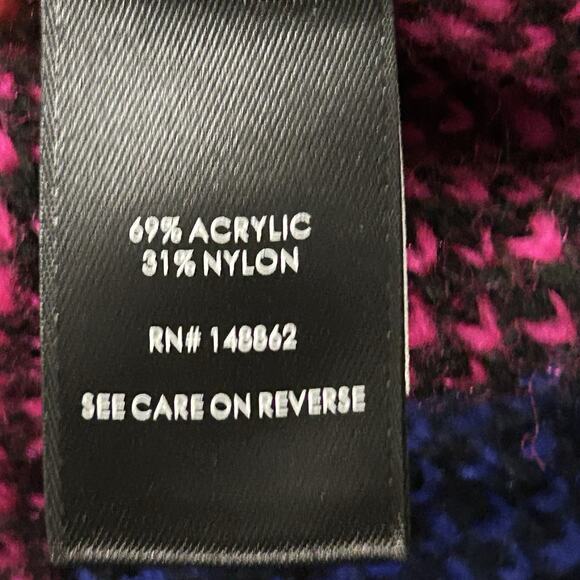 69% ACRYLIC
31% NYLON
RN# 148862
SEE CARE ON REVERSE